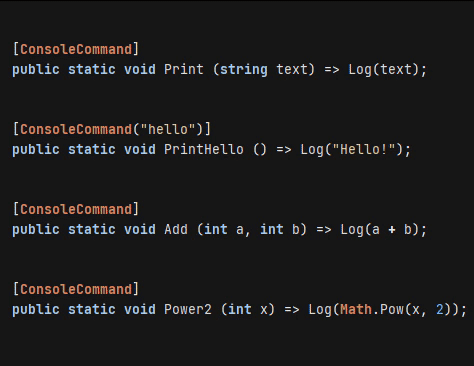 [ConsoleCommand]
public static void Print (string text) => Log(text);
[ConsoleCommand("hello")]
public static void PrintHello () => Log("Hello!");
[ConsoleCommand]
public static void Add (int a, int b) => Log(a + b);
[ConsoleCommand]
public static void Power2 (int x) => Log(Math.Pow(x, 2));